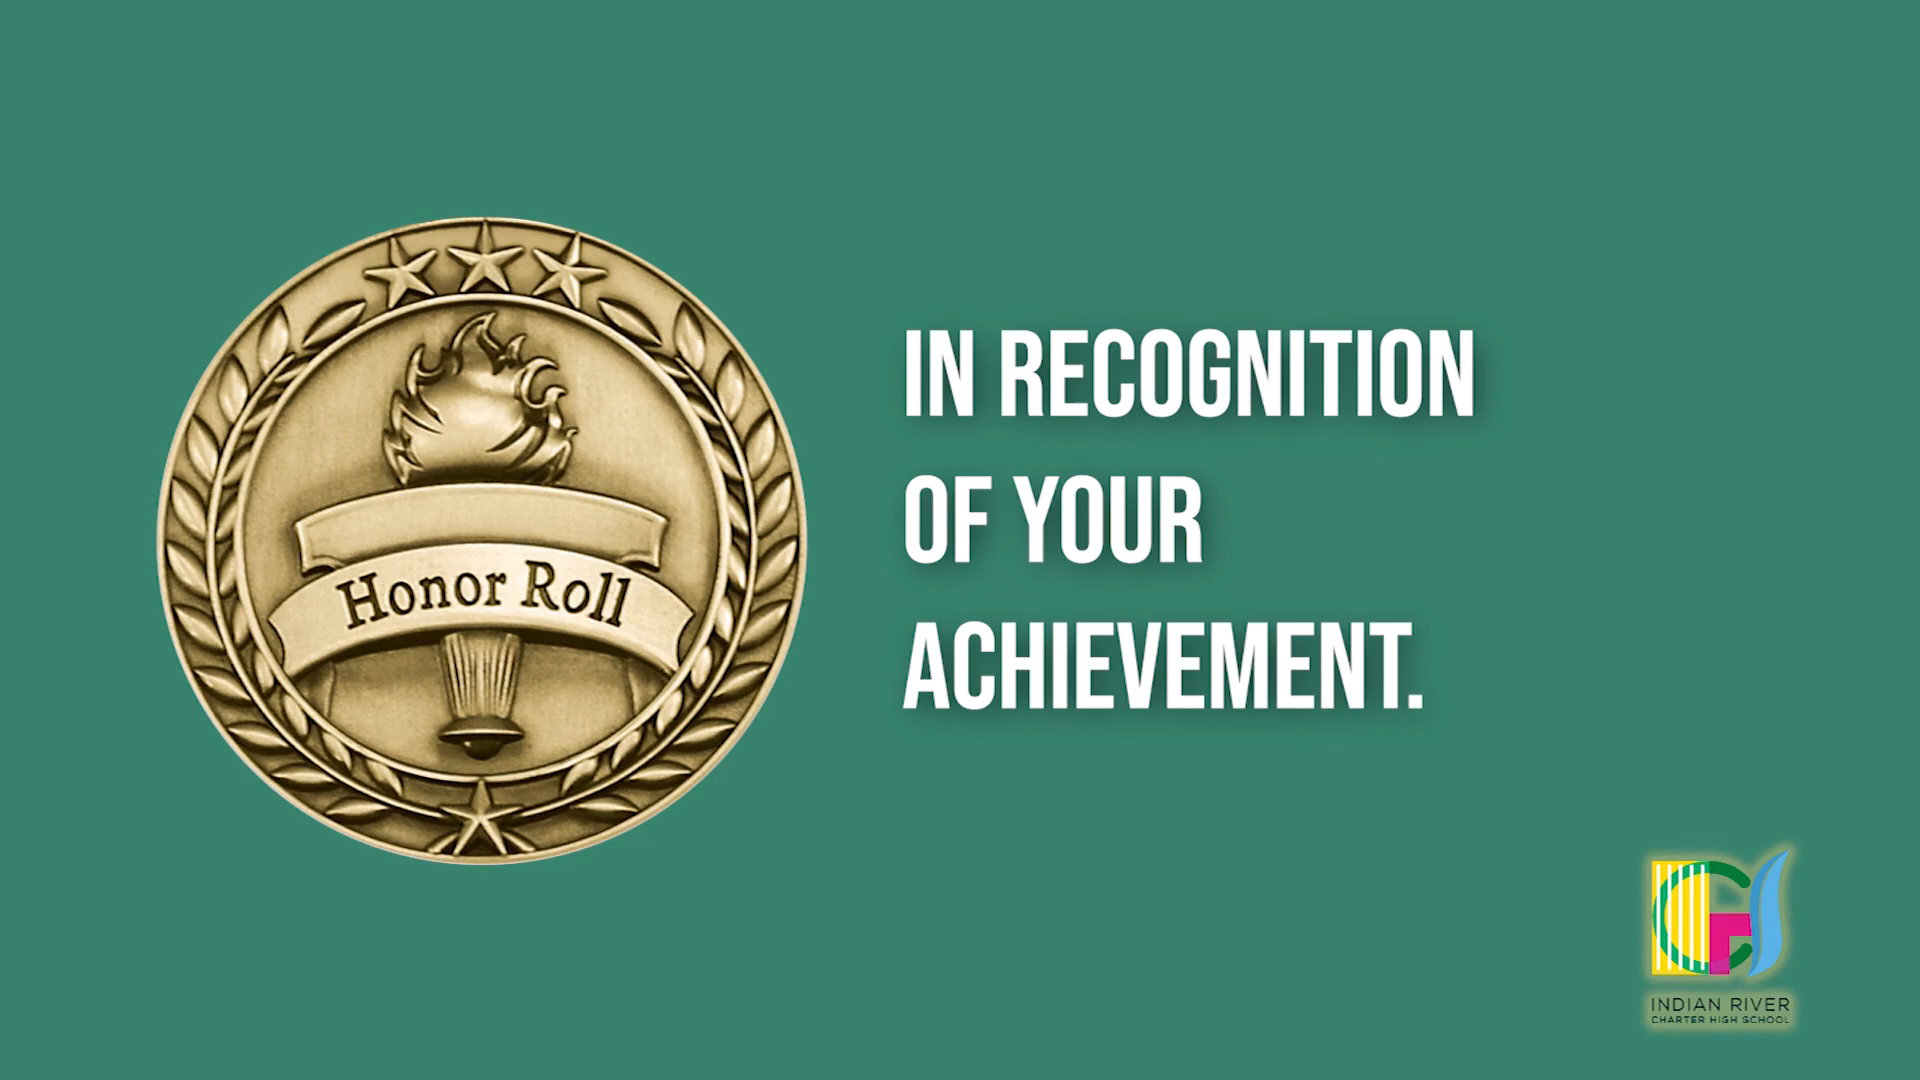 Honor Roll
IN RECOGNITION
OF YOUR
ACHIEVEMENT.
INDIAN RIVER
CHARTER HIGH SCHOOL